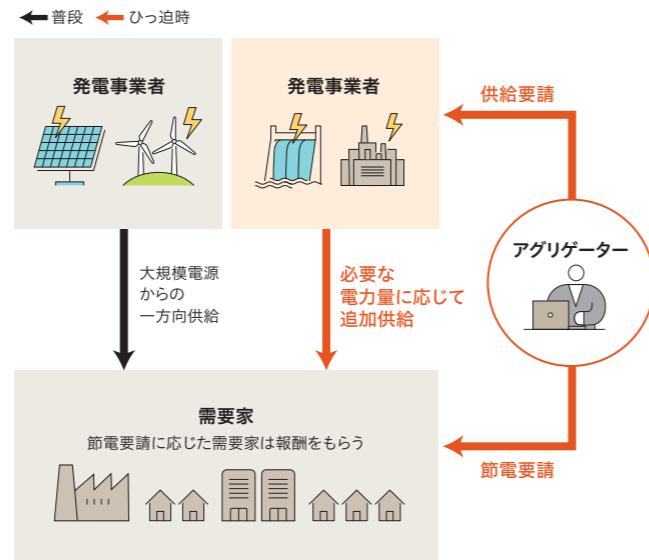 普段 ひっ迫時
発電事業者
発電事業者
供給要請
アグリゲーター
大規模電源
からの
一方向供給
必要な
電力量に応じて
追加供給
需要家
節電要請に応じた需要家は報酬をもらう
節電要請